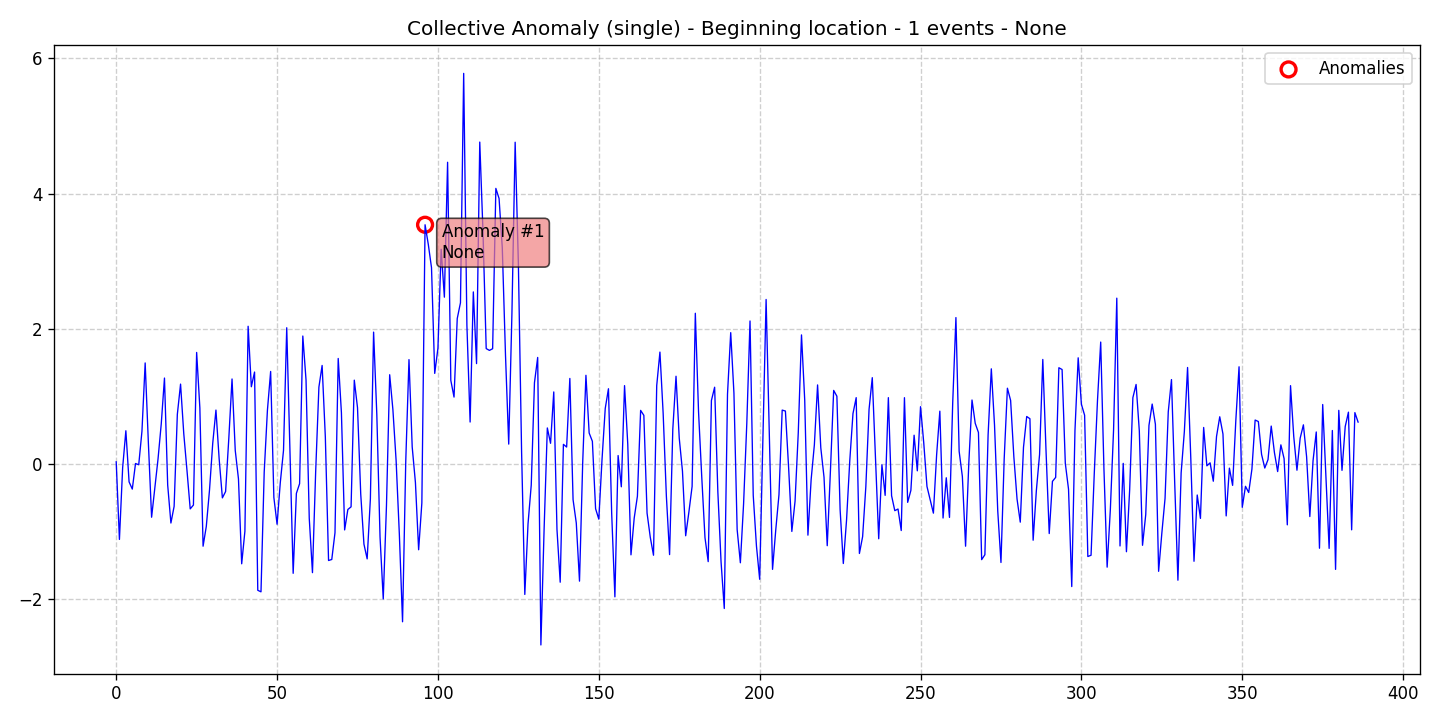 Collective Anomaly (single) - Beginning location - 1 events - None
6
Anomalies
4
Anomaly #1
None
2
0
−2
0 50 100 150 200 250 300 350 400